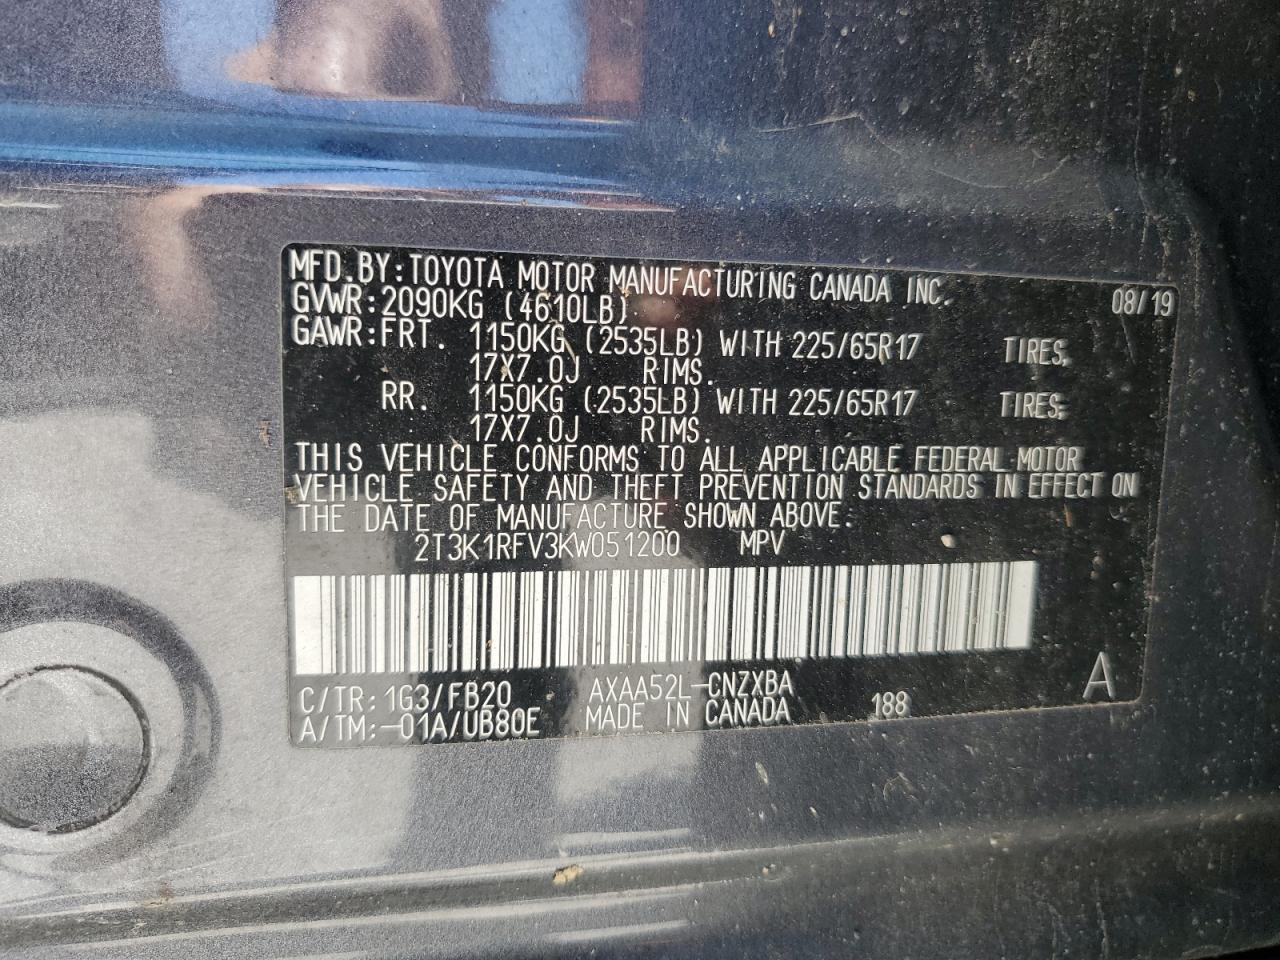 MFD.BY:TOYOTA MOTOR MANUFACTURING CANADA INC. 08/19
GVWR:2090KG (4610LB)
GAWR:FRT. 1150KG (2535LB) WITH 225/65R17 TIRES,
17X7.0J RIMS.
RR. 1150KG (2535LB) WITH 225/65R17 TIRES,
17X7.0J RIMS.
THIS VEHICLE CONFORMS TO ALL APPLICABLE FEDERAL MOTOR
VEHICLE SAFETY AND THEFT PREVENTION STANDARDS IN EFFECT ON
THE DATE OF MANUFACTURE SHOWN ABOVE.
2T3K1RFV3KW051200 MPV
C/TR: 1G3/FB20 AXAA52L-CNZXBA A
A/TM:-01A/UB80E MADE IN CANADA 188